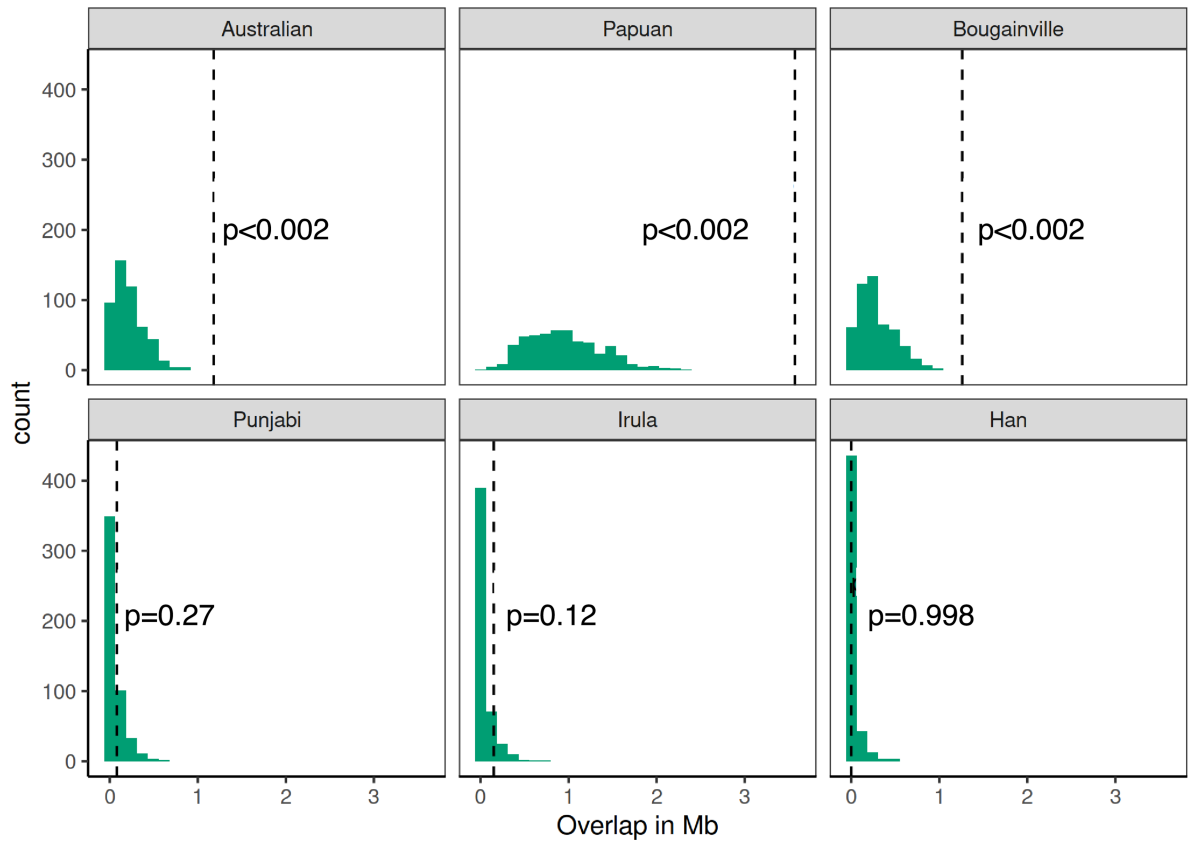 Australian
Papuan
Bougainville
400
300
200
100
0
p<0.002
p<0.002
p<0.002
count
Punjabi
Irula
Han
400
300
200
100
0
p=0.27
p=0.12
p=0.998
0 1 2 3
0 1 2 3
0 1 2 3
Overlap in Mb